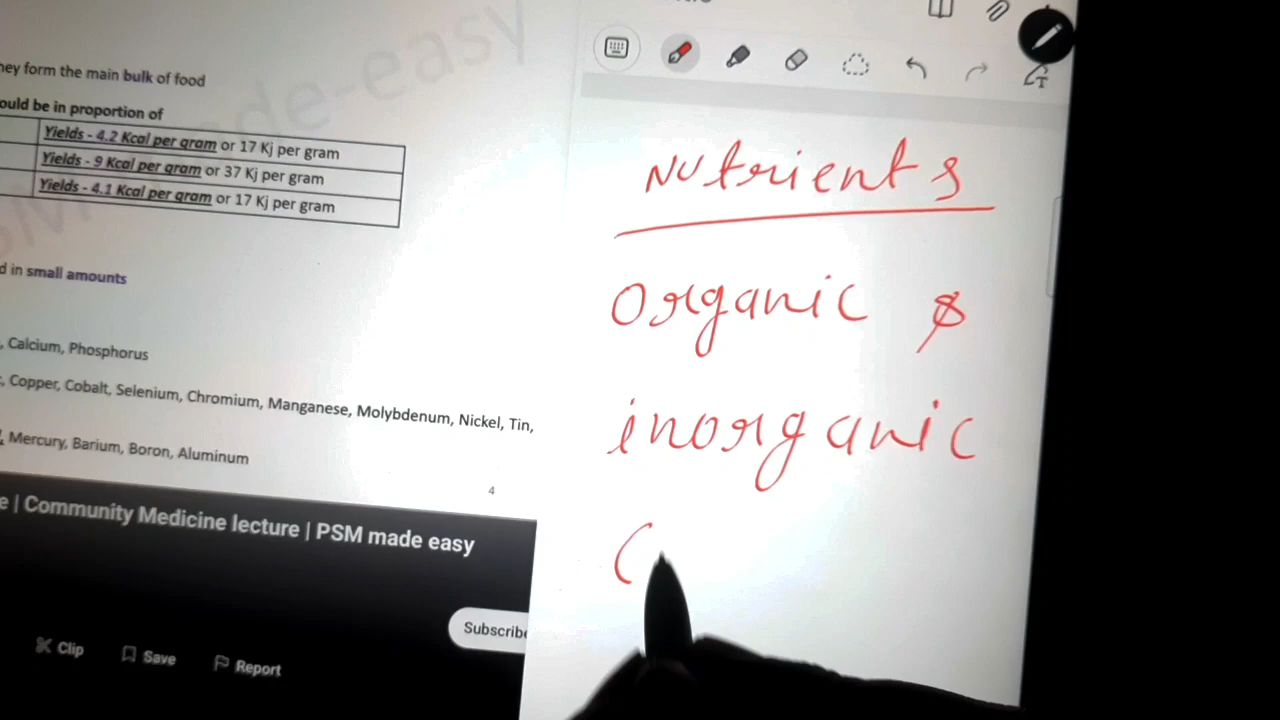 hey form the main bulk of food
ould be in proportion of
Yields - 4.2 Kcal per gram or 17 Kj per gram
Yields - 9 Kcal per gram or 37 Kj per gram
Yields - 4.1 Kcal per gram or 17 Kj per gram
d in small amounts
, Calcium, Phosphorus
, Copper, Cobalt, Selenium, Chromium, Manganese, Molybdenum, Nickel, Tin,
, Mercury, Barium, Boron, Aluminum
4
e | Community Medicine lecture | PSM made easy
Subscribe
Clip Save Report
Nutrients
Organic &
inorganic
C